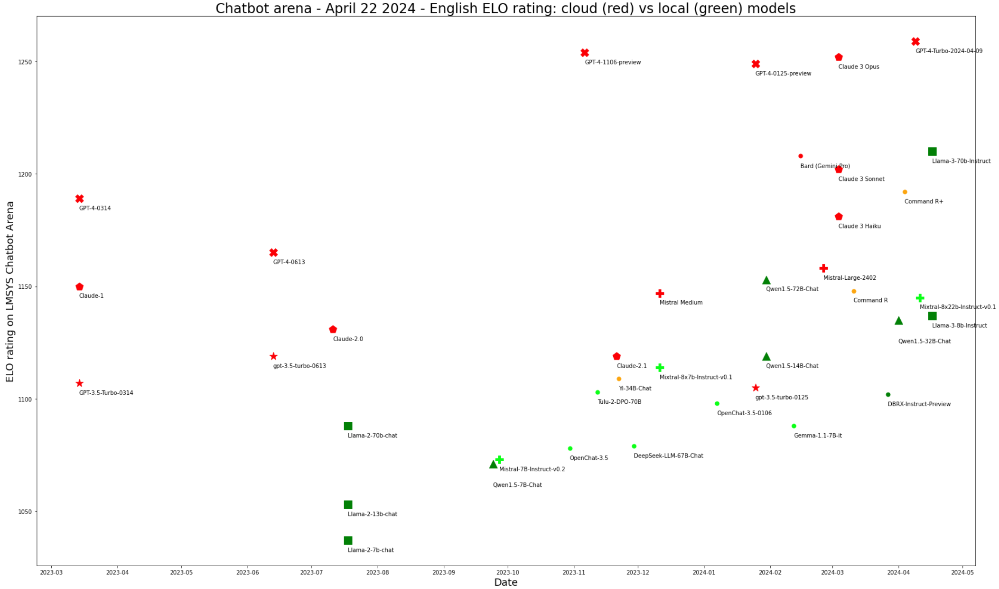 Chatbot arena - April 22 2024 - English ELO rating: cloud (red) vs local (green) models
ELO rating on LMSYS Chatbot Arena
1250
1200
1150
1100
1050
GPT-4-Turbo-2024-04-09
GPT-4-1106-preview
Claude 3 Opus
GPT-4-0125-preview
Llama-3-70b-Instruct
Bard (Gemini Pro)
Claude 3 Sonnet
Command R+
GPT-4-0314
Claude 3 Haiku
GPT-4-0613
Mistral-Large-2402
Qwen1.5-72B-Chat
Claude-1
Command R
Mistral Medium
Mixtral-8x22b-Instruct-v0.1
Llama-3-8b-Instruct
Claude-2.0
Qwen1.5-32B-Chat
gpt-3.5-turbo-0613
Claude-2.1
Qwen1.5-14B-Chat
Mixtral-8x7b-Instruct-v0.1
Yi-34B-Chat
GPT-3.5-Turbo-0314
gpt-3.5-turbo-0125
Tulu-2-DPO-70B
DBRX-Instruct-Preview
OpenChat-3.5-0106
Llama-2-70b-chat
Gemma-1.1-7B-it
DeepSeek-LLM-67B-Chat
OpenChat-3.5
Mistral-7B-Instruct-v0.2
Qwen1.5-7B-Chat
Llama-2-13b-chat
Llama-2-7b-chat
2023-03
2023-04
2023-05
2023-06
2023-07
2023-08
2023-09
2023-10
2023-11
2023-12
2024-01
2024-02
2024-03
2024-04
2024-05
Date